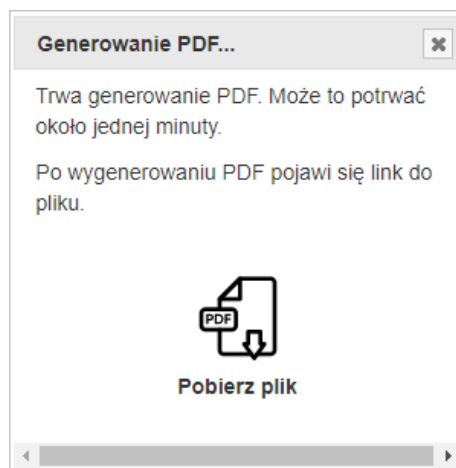 Generowanie PDF...
Trwa generowanie PDF. Może to potrwać
około jednej minuty.
Po wygenerowaniu PDF pojawi się link do
pliku.
PDF
Pobierz plik